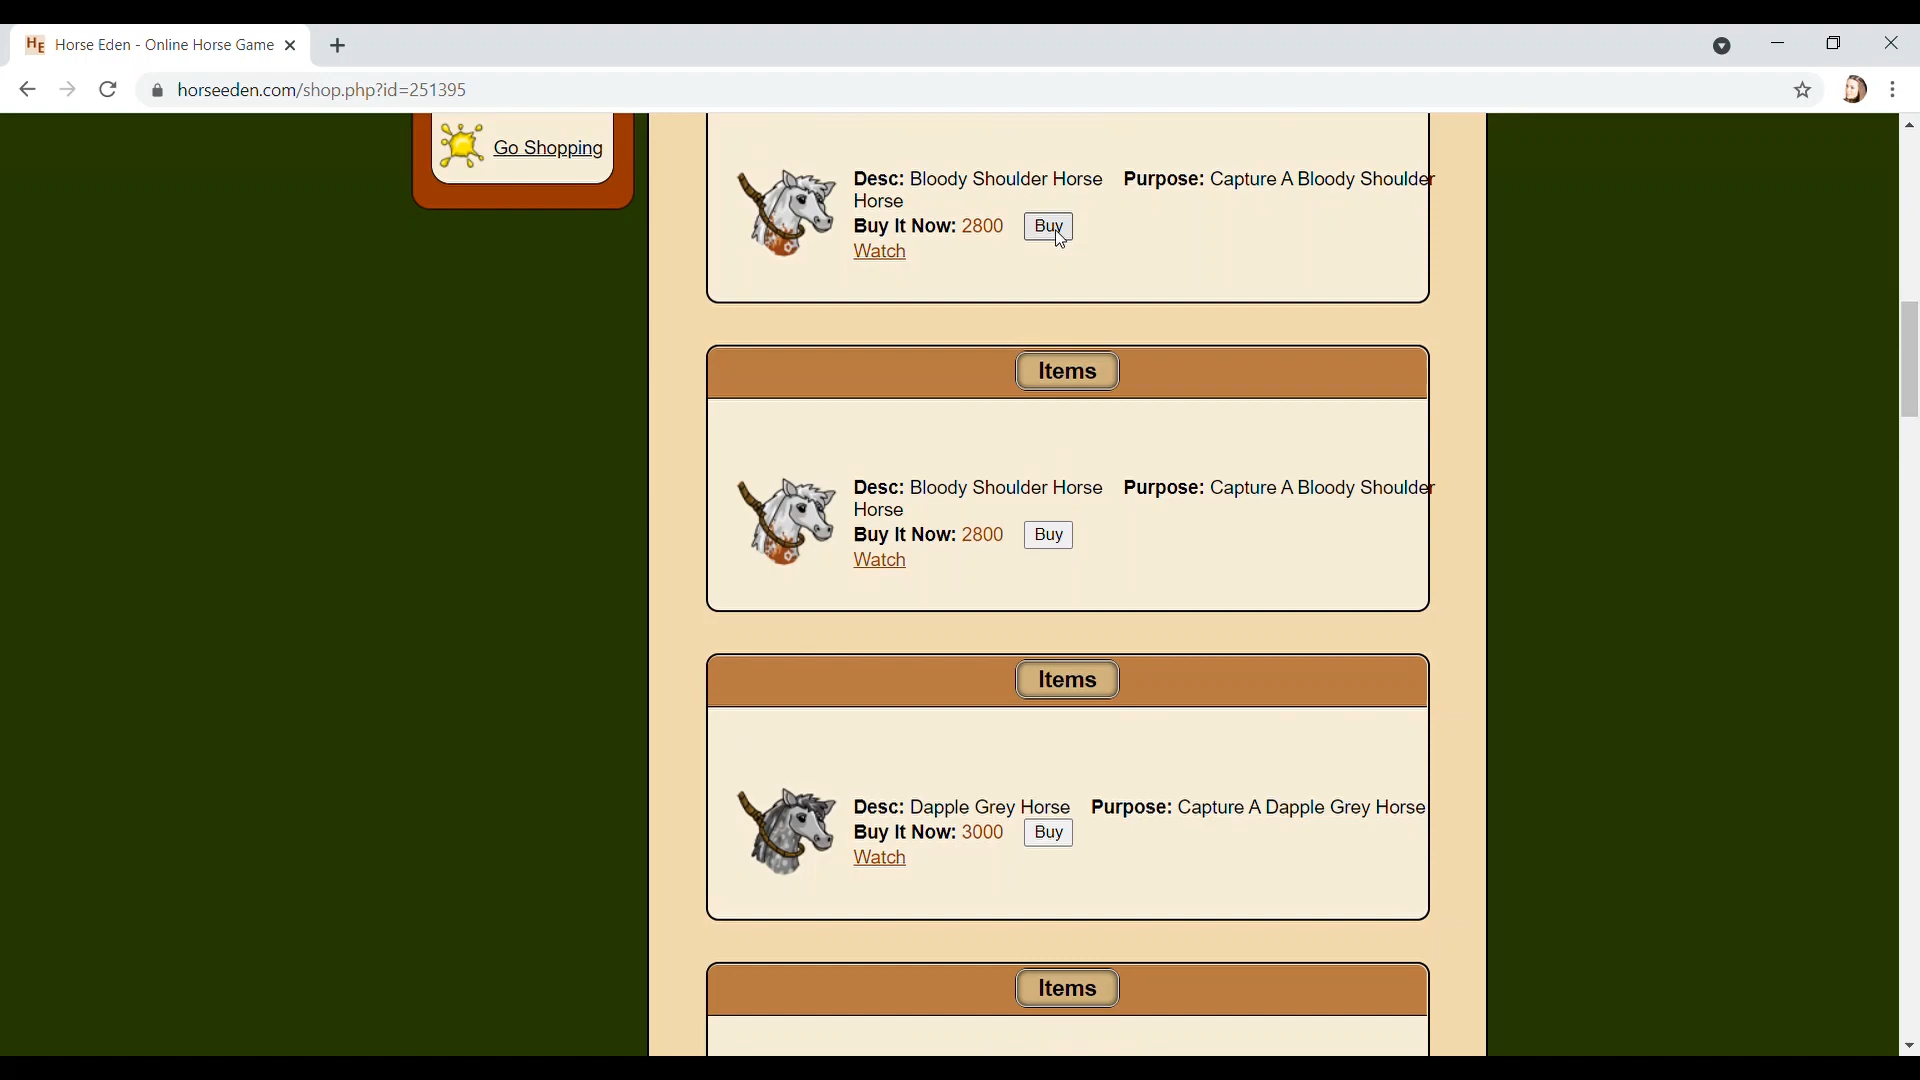 HE Horse Eden - Online Horse Game
horseeden.com/shop.php?id=251395
Go Shopping
Desc: Bloody Shoulder Horse Purpose: Capture A Bloody Shoulder
Horse
Buy It Now: 2800 Buy
Watch
Items
Desc: Bloody Shoulder Horse Purpose: Capture A Bloody Shoulder
Horse
Buy It Now: 2800 Buy
Watch
Items
Desc: Dapple Grey Horse Purpose: Capture A Dapple Grey Horse
Buy It Now: 3000 Buy
Watch
Items